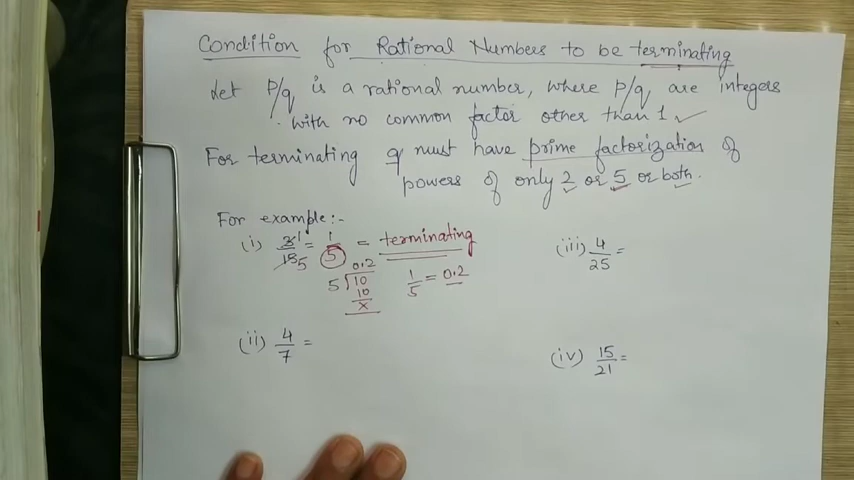 Condition for Rational Numbers to be terminating
Let P/q is a rational number, where P/q are integers
with no common factor other than 1 ✓
For terminating q must have prime factorization of
powers of only 2 or 5 or both.
For example:-
(i) 3/15 = 1/5 = terminating
1 5
0.2
5 10
10
x
1/5 = 0.2
(ii) 4/7 =
(iii) 4/25 =
(iv) 15/21 =